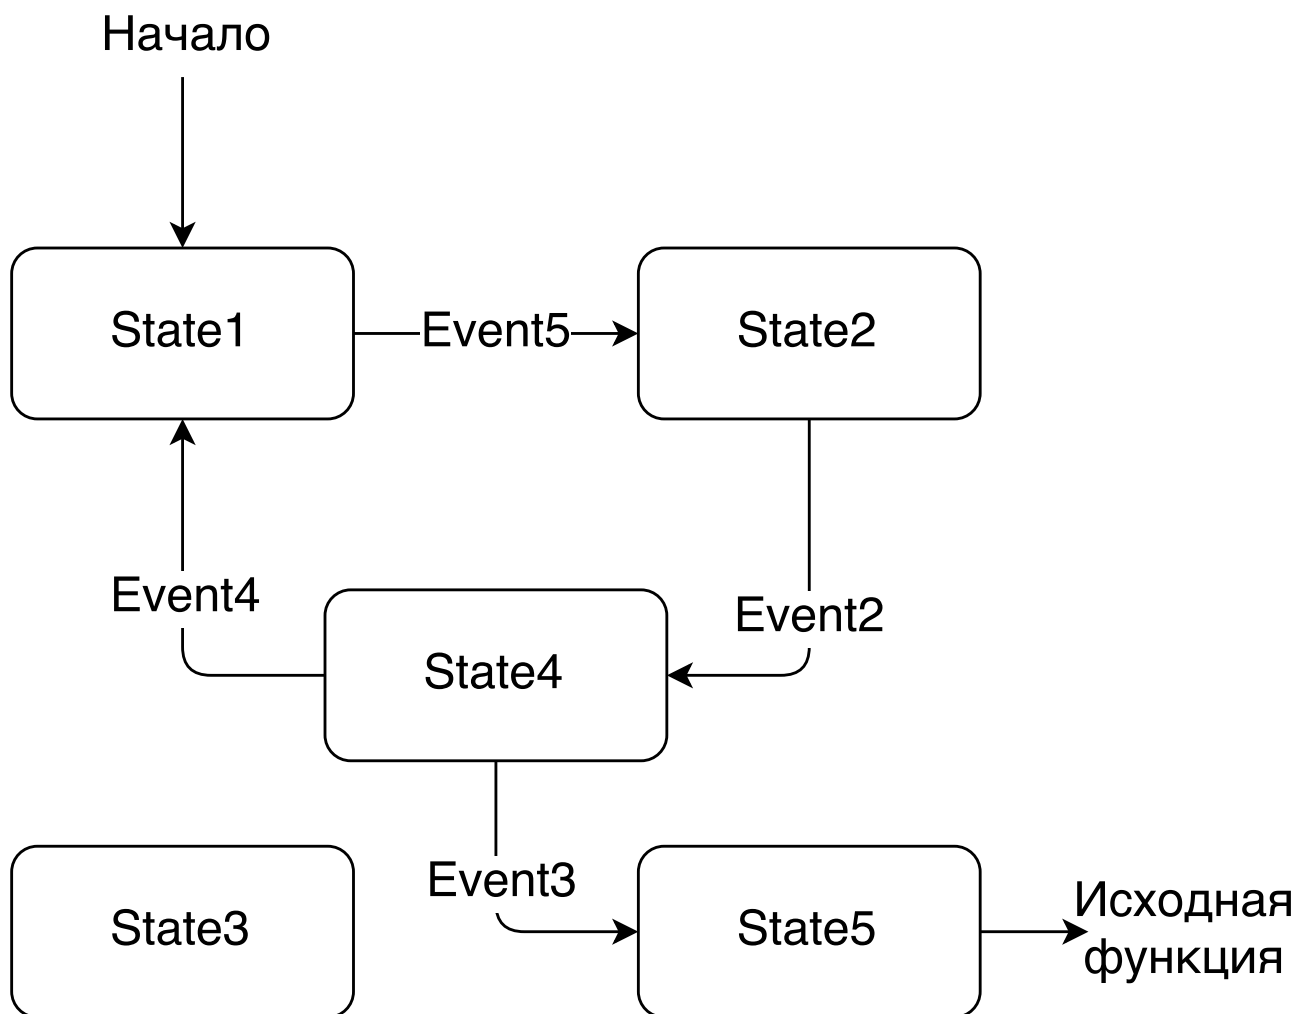 Начало
State1
Event5
State2
Event4
Event2
State4
Event3
State3
State5
Исходная
функция